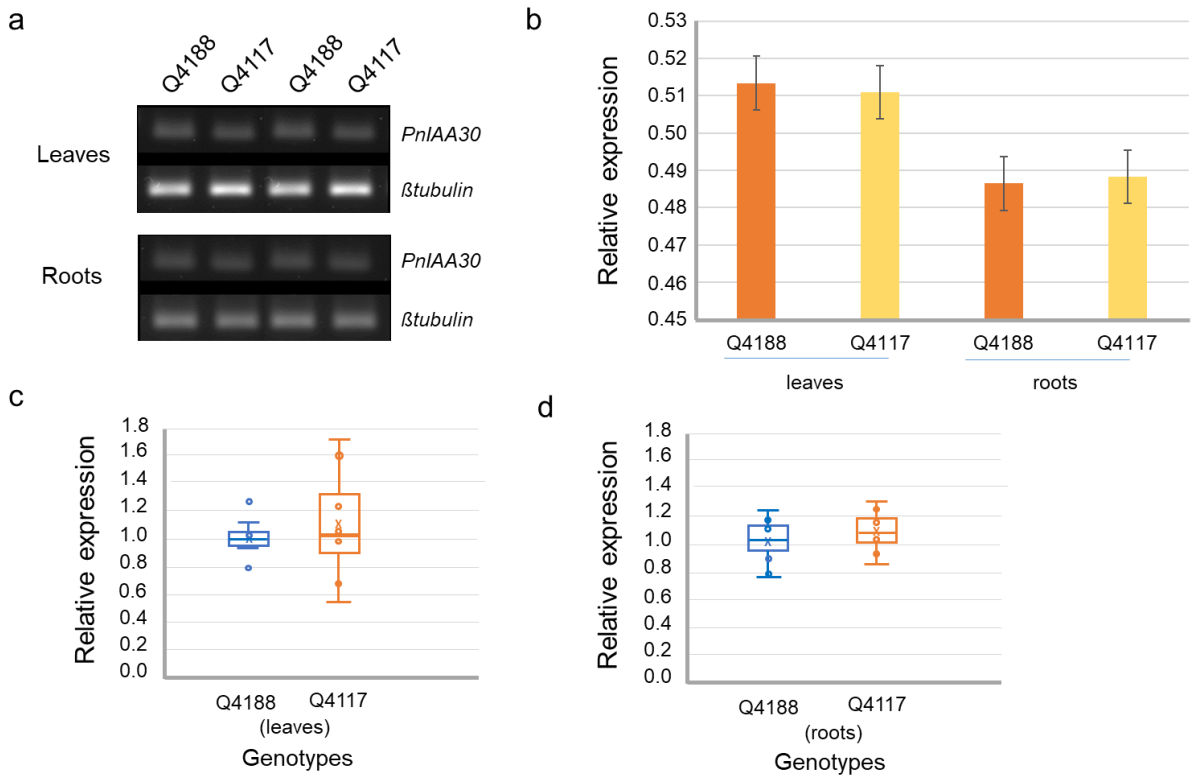 a
Q4188 Q4117 Q4188 Q4117
Leaves
PnIAA30
ßtubulin
Roots
PnIAA30
ßtubulin
b
Relative expression
0.53
0.52
0.51
0.50
0.49
0.48
0.47
0.46
0.45
Q4188 Q4117 Q4188 Q4117
leaves roots
c
Relative expression
1.8
1.6
1.4
1.2
1.0
0.8
0.6
0.4
0.2
0.0
Q4188 Q4117
(leaves)
Genotypes
d
Relative expression
1.8
1.6
1.4
1.2
1.0
0.8
0.6
0.4
0.2
0.0
Q4188 Q4117
(roots)
Genotypes